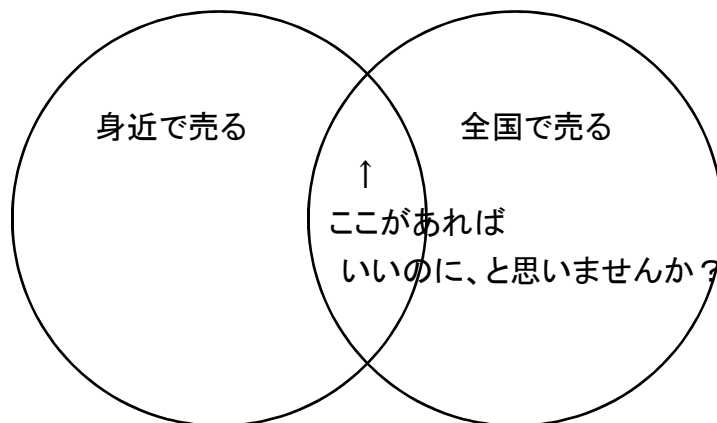 身近で売る
全国で売る
↑
ここがあれば
いいのに、と思いませんか？